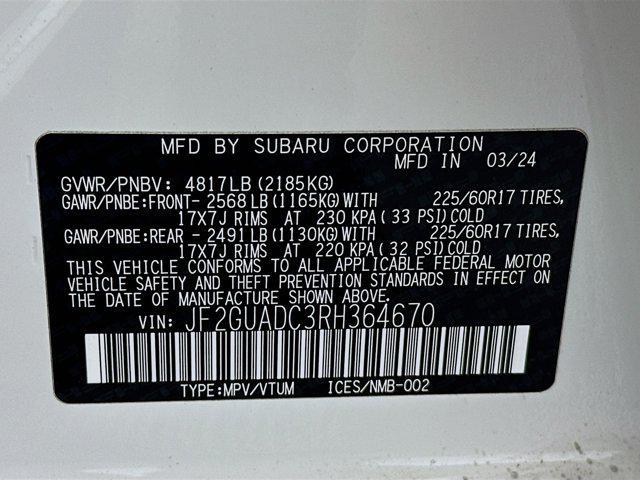 MFD BY SUBARU CORPORATION
MFD IN 03/24
GVWR/PNBV: 4817LB (2185KG)
GAWR/PNBE:FRONT- 2568 LB (1165KG) WITH 225/60R17 TIRES,
17X7J RIMS AT 230 KPA (33 PSI) COLD
GAWR/PNBE:REAR - 2491 LB (1130KG) WITH 225/60R17 TIRES,
17X7J RIMS AT 220 KPA (32 PSI) COLD
THIS VEHICLE CONFORMS TO ALL APPLICABLE FEDERAL MOTOR
VEHICLE SAFETY AND THEFT PREVENTION STANDARDS IN EFFECT ON
THE DATE OF MANUFACTURE SHOWN ABOVE.
VIN: JF2GUADC3RH364670
TYPE:MPV/VTUM ICES/NMB-002